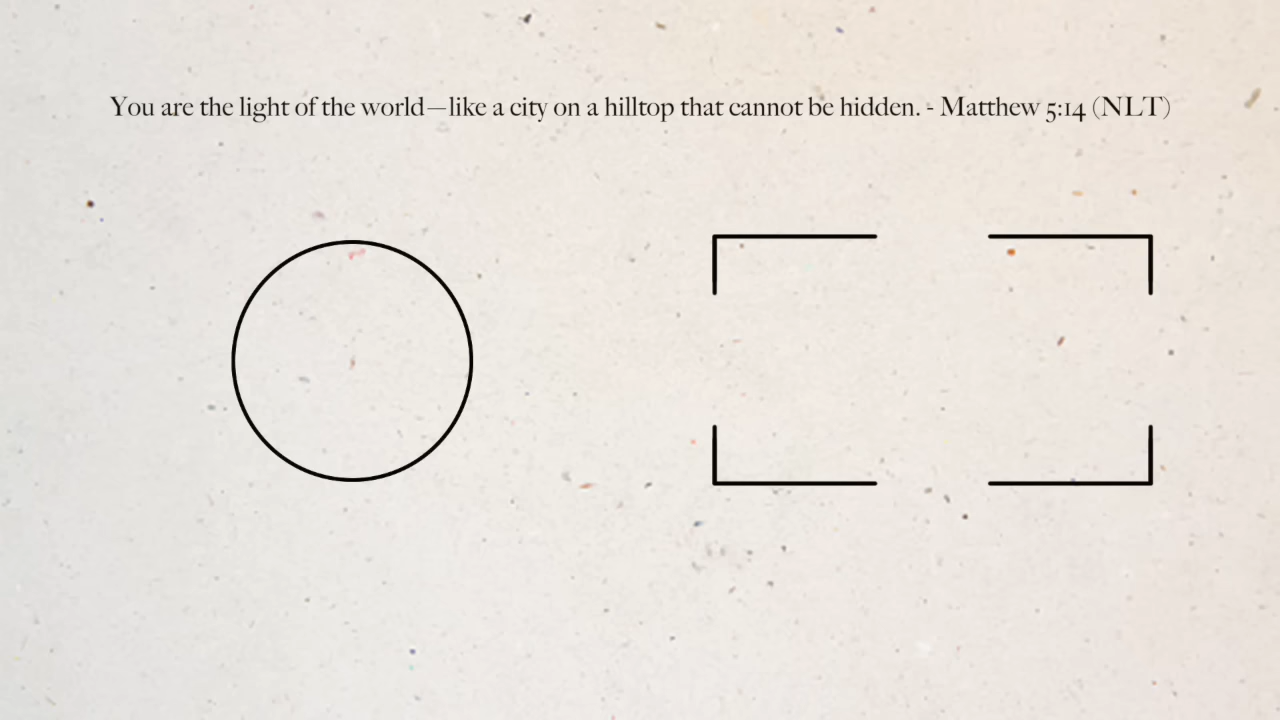 You are the light of the world—like a city on a hilltop that cannot be hidden. - Matthew 5:14 (NLT)